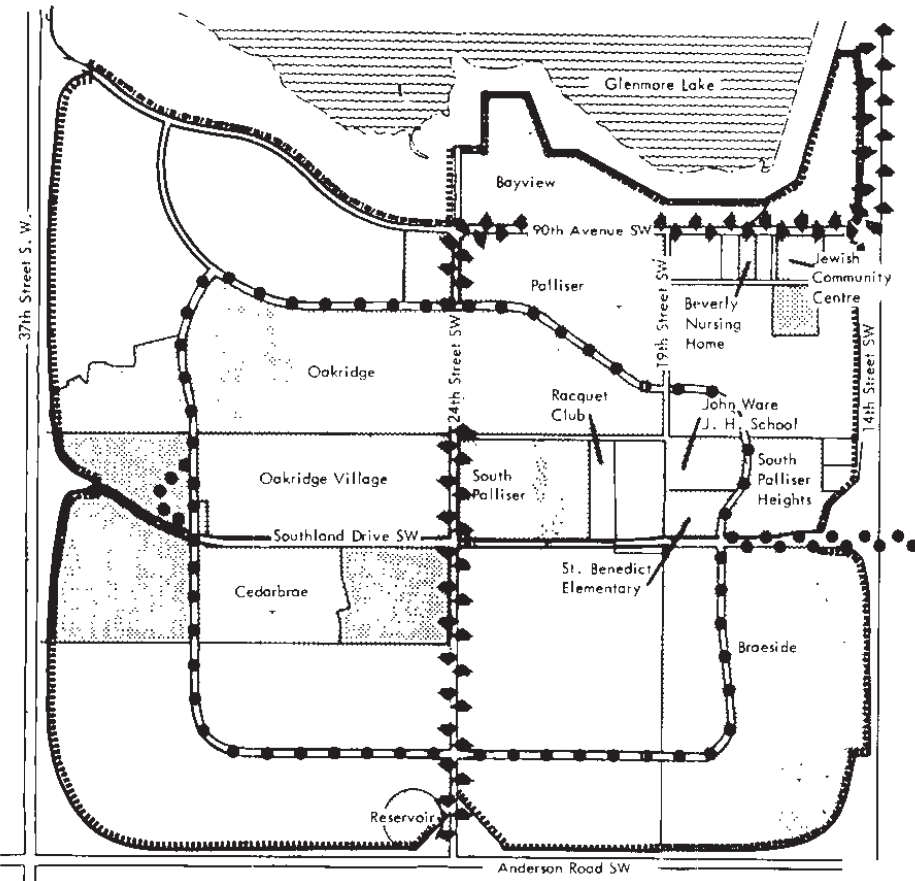 Glenmore Lake
Bayview
90th Avenue SW
37th Street S. W.
Palliser
Jewish
Community
Centre
Beverly
Nursing
Home
19th Street SW
14th Street SW
24th Street SW
Oakridge
Racquet
Club
John Ware
J. H. School
Oakridge Village
South
Palliser
South
Palliser
Heights
Southland Drive SW
St. Benedict
Elementary
Cedarbrae
Braeside
Reservoir
Anderson Road SW